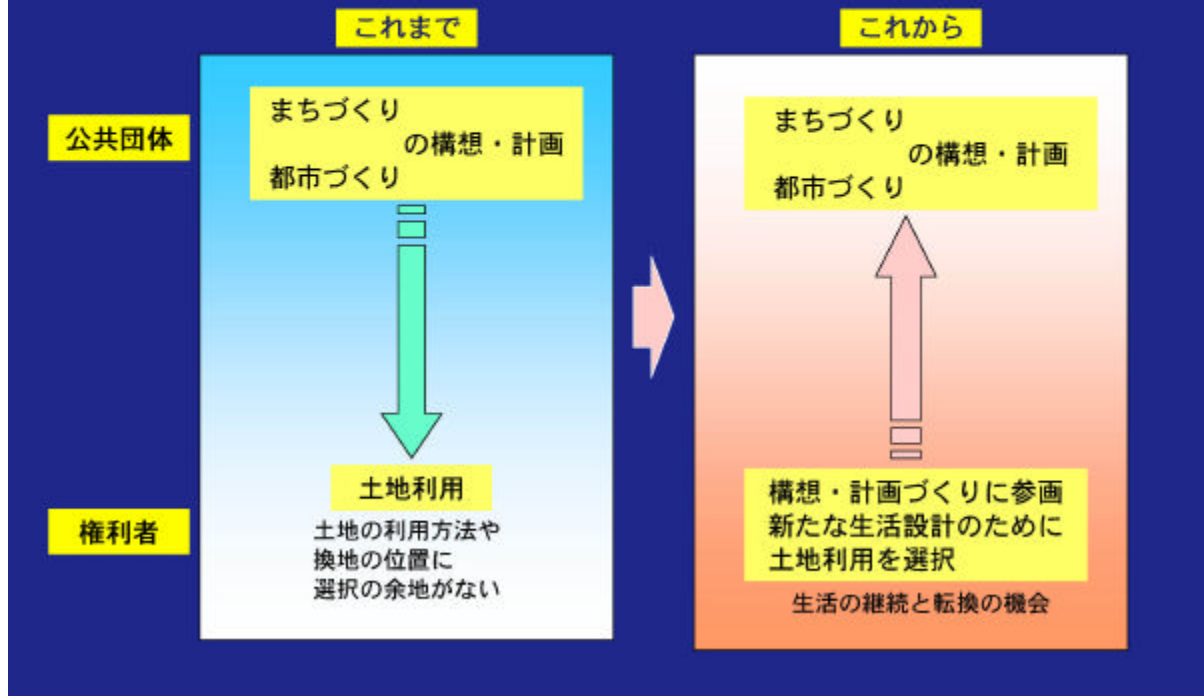 これまで
これから
公共団体
まちづくり
の構想・計画
都市づくり
まちづくり
の構想・計画
都市づくり
権利者
土地利用
土地の利用方法や
換地の位置に
選択の余地がない
構想・計画づくりに参画
新たな生活設計のために
土地利用を選択
生活の継続と転換の機会